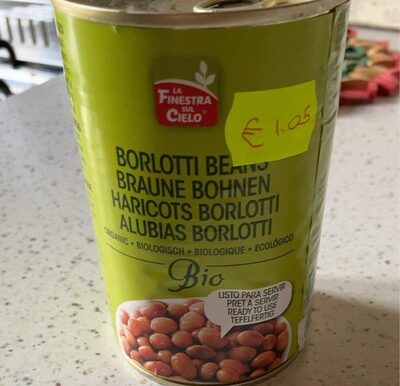 LA
FINESTRA
SUL
CIELO®
€ 1,05
BORLOTTI BEANS
BRAUNE BOHNEN
HARICOTS BORLOTTI
ALUBIAS BORLOTTI
ORGANIC • BIOLOGISCH • BIOLOGIQUE • ECOLÓGICO
Bio
LISTO PARA SERVIR
PRET A SERVIR
READY TO USE
TEFELFERTIG